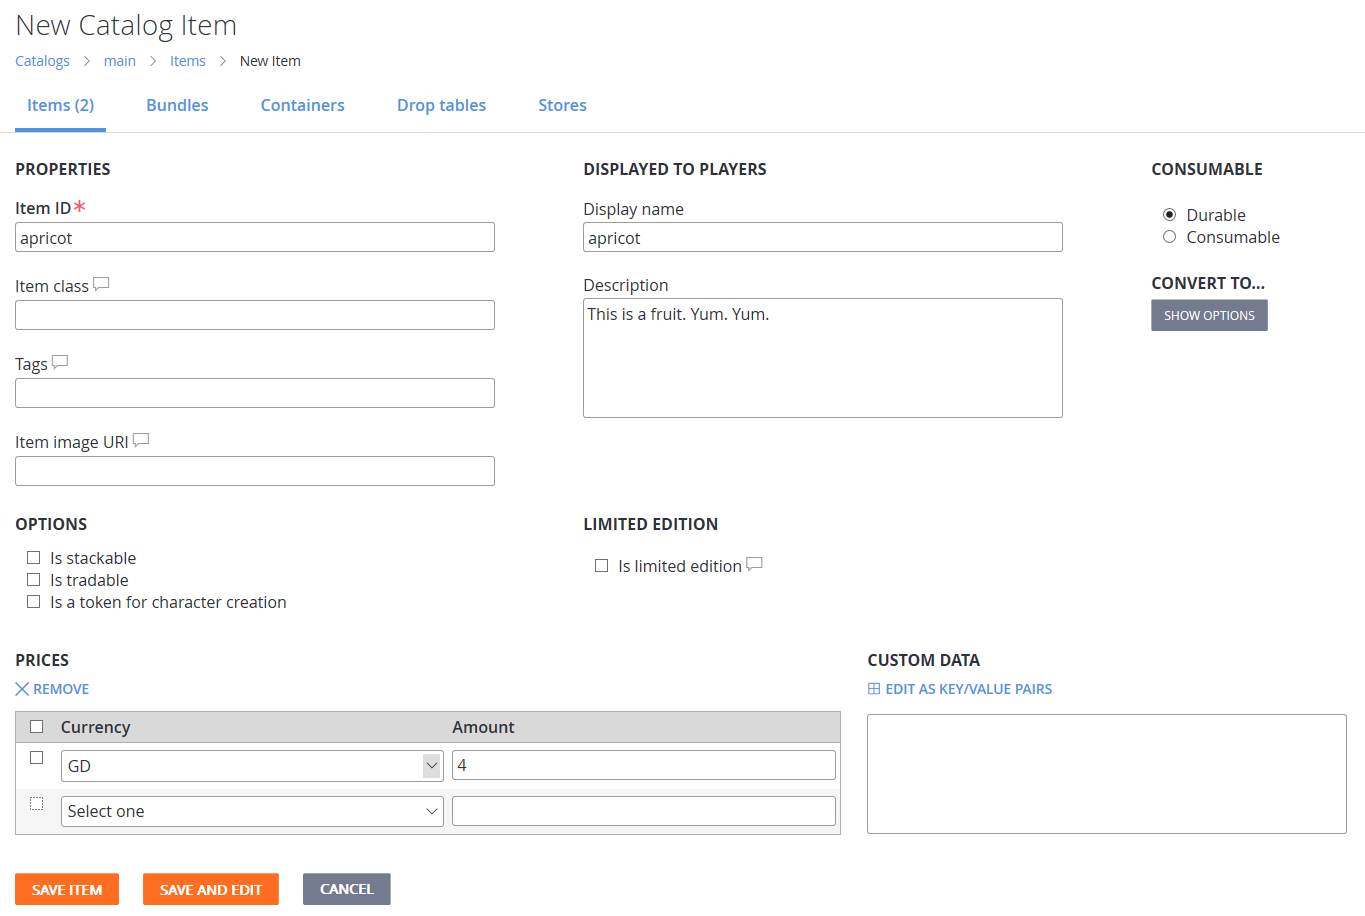 New Catalog Item
Catalogs > main > Items > New Item
Items (2) Bundles Containers Drop tables Stores
PROPERTIES
Item ID*
apricot
Item class
Tags
Item image URI
DISPLAYED TO PLAYERS
Display name
apricot
Description
This is a fruit. Yum. Yum.
CONSUMABLE
Durable
Consumable
CONVERT TO...
SHOW OPTIONS
OPTIONS
Is stackable
Is tradable
Is a token for character creation
LIMITED EDITION
Is limited edition
PRICES
REMOVE
Currency Amount
GD 4
Select one
CUSTOM DATA
EDIT AS KEY/VALUE PAIRS
SAVE ITEM SAVE AND EDIT CANCEL